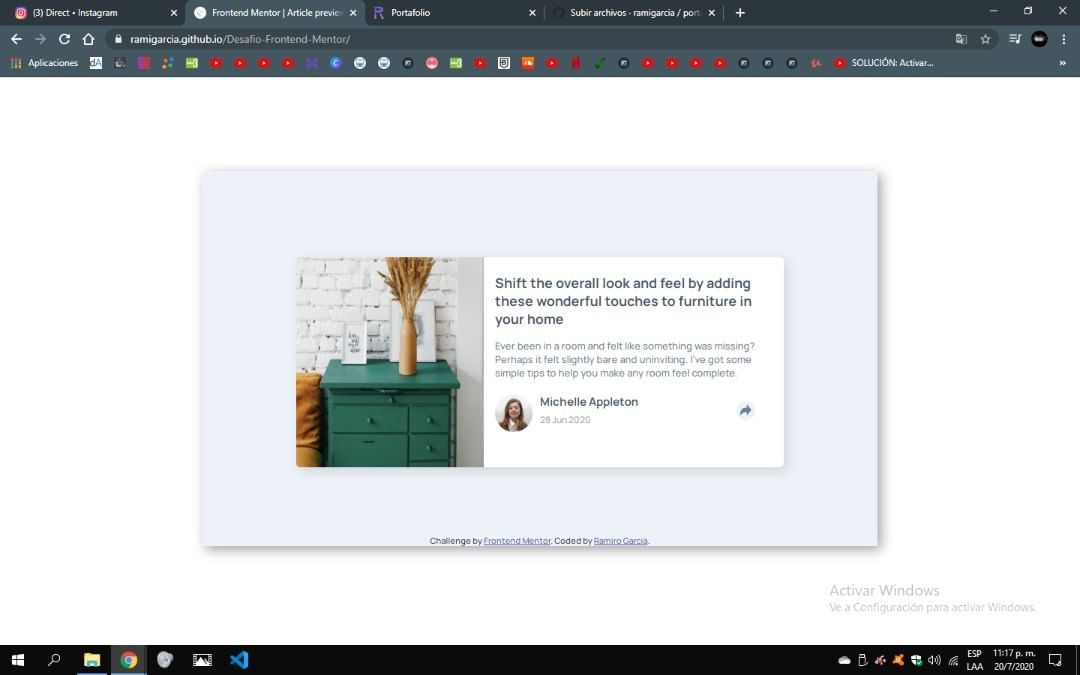 (3) Direct • Instagram
Frontend Mentor | Article preview
Portafolio
Subir archivos · ramigarcia / port
ramigarcia.github.io/Desafio-Frontend-Mentor/
Aplicaciones
SOLUCIÓN: Activar...
Shift the overall look and feel by adding
these wonderful touches to furniture in
your home
Ever been in a room and felt like something was missing?
Perhaps it felt slightly bare and uninviting. I've got some
simple tips to help you make any room feel complete.
Michelle Appleton
28 Jun 2020
Challenge by Frontend Mentor. Coded by Ramiro Garcia.
Activar Windows
Ve a Configuración para activar Windows.
ESP
LAA
11:17 p. m.
20/7/2020